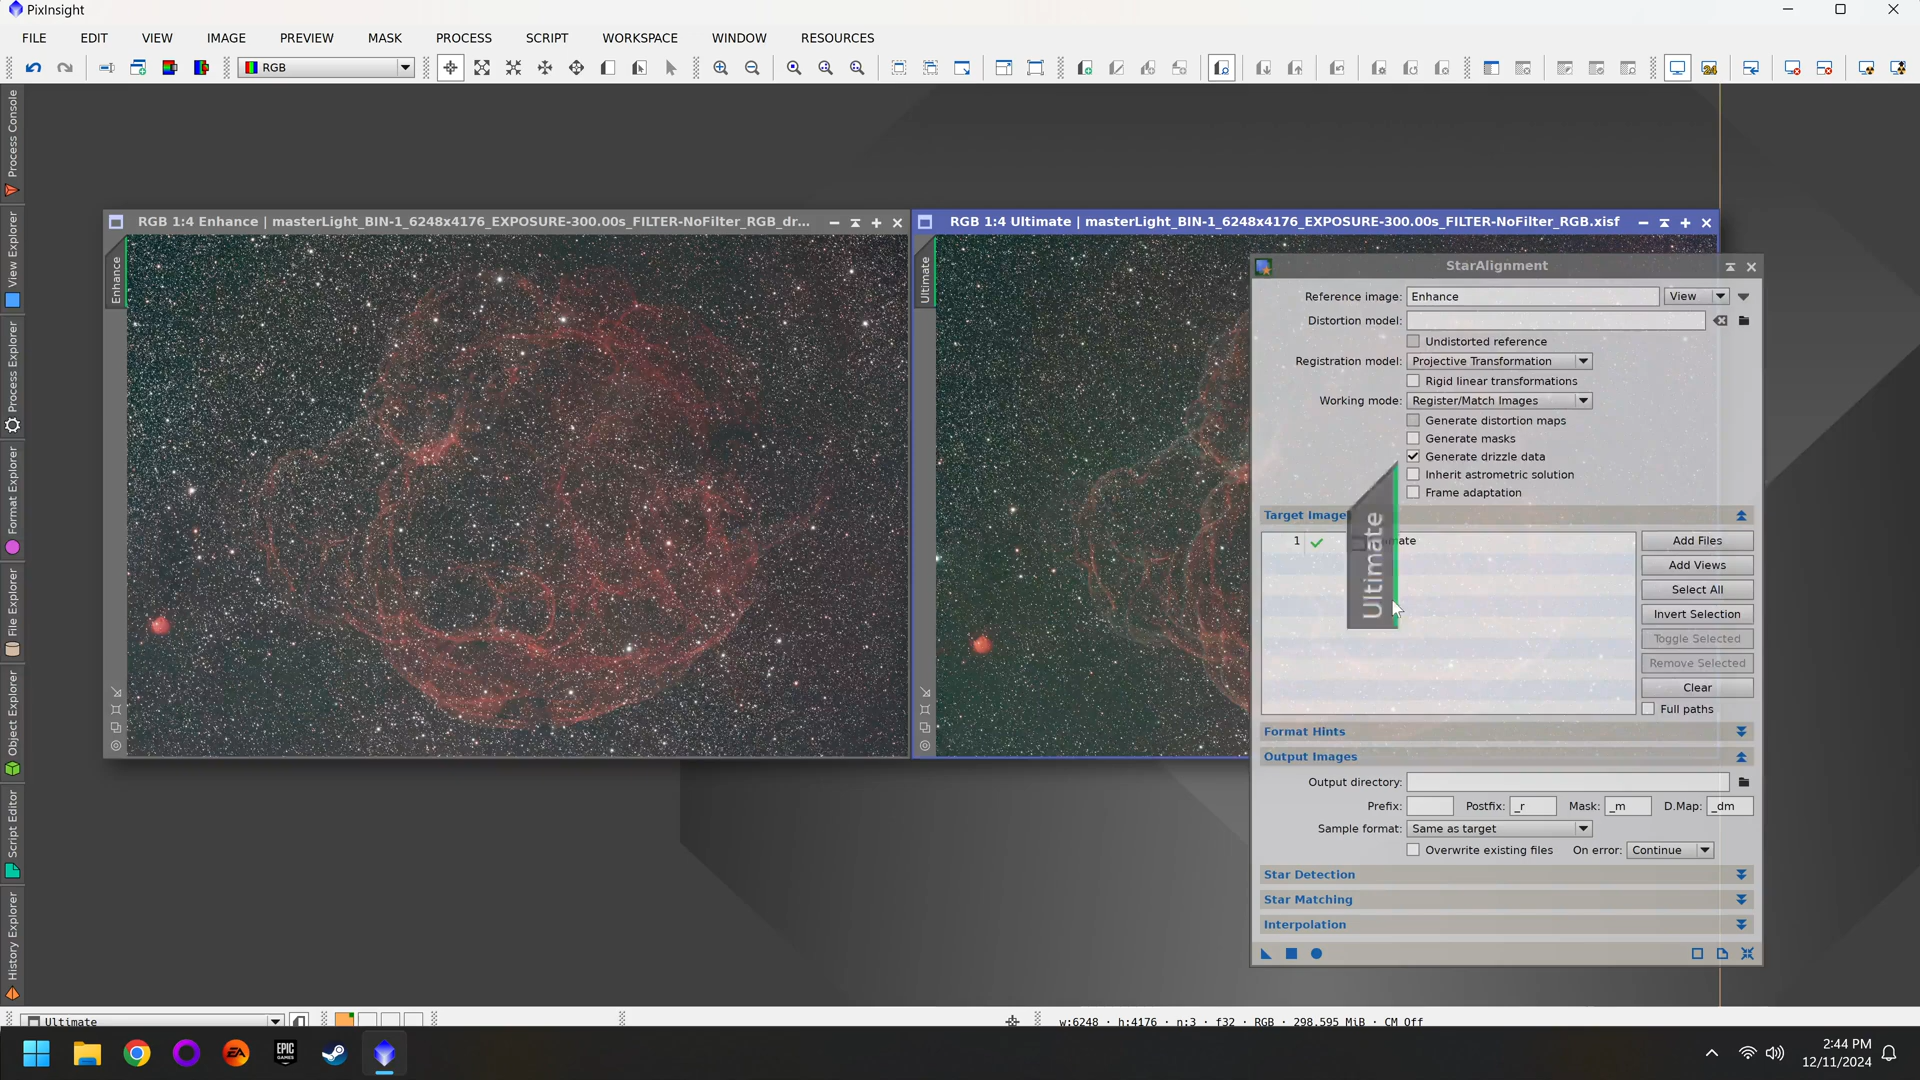 PixInsight
FILE EDIT VIEW IMAGE PREVIEW MASK PROCESS SCRIPT WORKSPACE WINDOW RESOURCES
RGB
24
Process Console
View Explorer
Process Explorer
Format Explorer
File Explorer
Object Explorer
Script Editor
History Explorer
RGB 1:4 Enhance | masterLight_BIN-1_6248x4176_EXPOSURE-300.00s_FILTER-NoFilter_RGB_dr...
Enhance
RGB 1:4 Ultimate | masterLight_BIN-1_6248x4176_EXPOSURE-300.00s_FILTER-NoFilter_RGB.xisf
Ultimate
StarAlignment
Reference image: Enhance View
Distortion model:
Undistorted reference
Registration model: Projective Transformation
Rigid linear transformations
Working mode: Register/Match Images
Generate distortion maps
Generate masks
Generate drizzle data
Inherit astrometric solution
Frame adaptation
Target Image
1
Ultimate
Add Files
Add Views
Select All
Invert Selection
Toggle Selected
Remove Selected
Clear
Full paths
Format Hints
Output Images
Output directory:
Prefix: Postfix: _r Mask: _m D.Map: _dm
Sample format: Same as target
Overwrite existing files On error: Continue
Star Detection
Star Matching
Interpolation
Ultimate
w:6248 · h:4176 · n:3 · f32 · RGB · 298.595 MiB · CM Off
EA
EPIC
GAMES
2:44 PM
12/11/2024